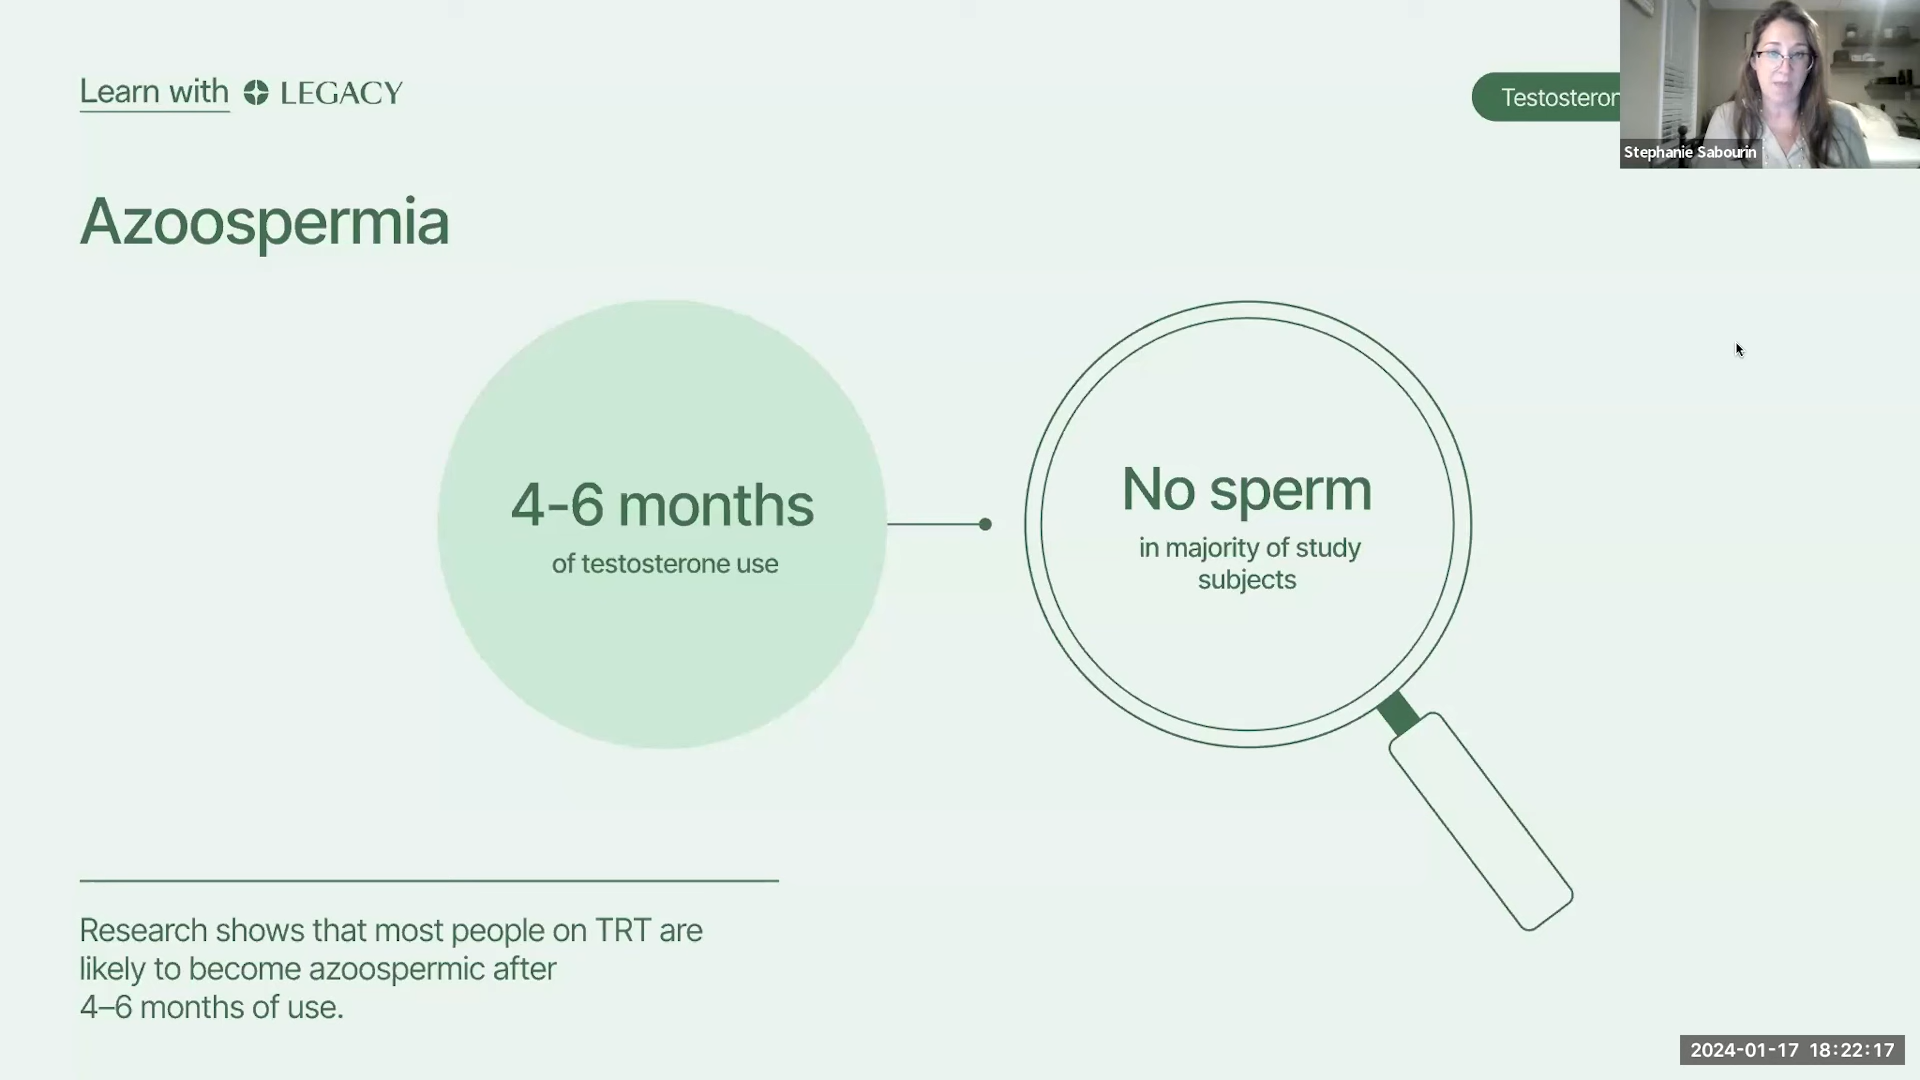 Learn with LEGACY
Testosteron
Stephanie Sabourin
Azoospermia
4-6 months
of testosterone use
No sperm
in majority of study
subjects
Research shows that most people on TRT are
likely to become azoospermic after
4–6 months of use.
2024-01-17 18:22:17